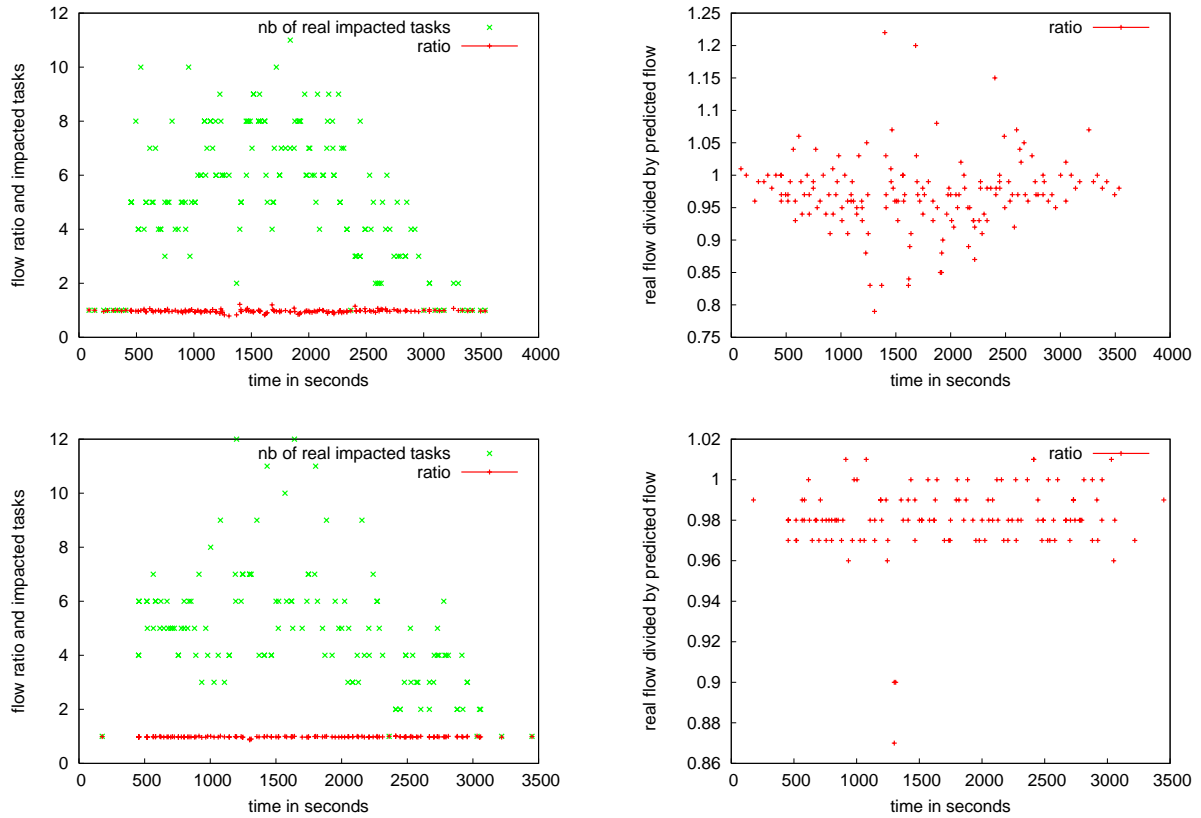 12
10
8
6
4
2
0
0 500 1000 1500 2000 2500 3000 3500 4000
time in seconds
flow ratio and impacted tasks
nb of real impacted tasks
ratio
1.25
1.2
1.15
1.1
1.05
1
0.95
0.9
0.85
0.8
0.75
0 500 1000 1500 2000 2500 3000 3500 4000
time in seconds
real flow divided by predicted flow
ratio
12
10
8
6
4
2
0
0 500 1000 1500 2000 2500 3000 3500
time in seconds
flow ratio and impacted tasks
nb of real impacted tasks
ratio
1.02
1
0.98
0.96
0.94
0.92
0.9
0.88
0.86
0 500 1000 1500 2000 2500 3000 3500
time in seconds
real flow divided by predicted flow
ratio